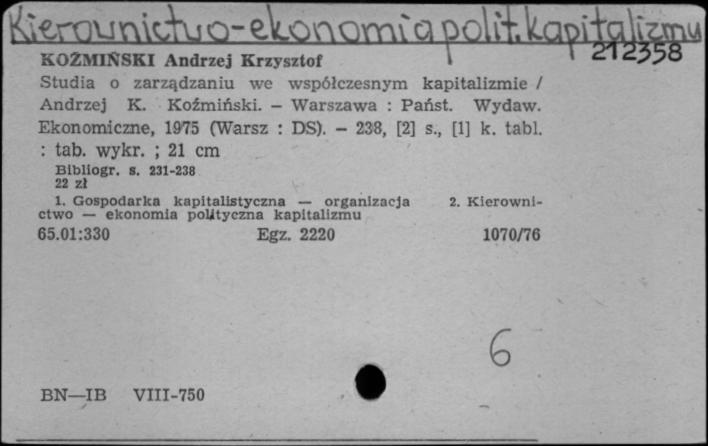 Kierownictwo-ekonomia polit. kapitalizmu
212358
KOŹMIŃSKI Andrzej Krzysztof
Studia o zarządzaniu we współczesnym kapitalizmie /
Andrzej K. Koźmiński. — Warszawa : Państ. Wydaw.
Ekonomiczne, 1975 (Warsz : DS). — 238, [2] s., [1] k. tabl.
: tab. wykr. ; 21 cm
Bibliogr. s. 231-238
22 zł
1. Gospodarka kapitalistyczna — organizacja 2. Kierowni-
ctwo — ekonomia polityczna kapitalizmu
65.01:330 Egz. 2220 1070/76
6
BN—IB VIII-750